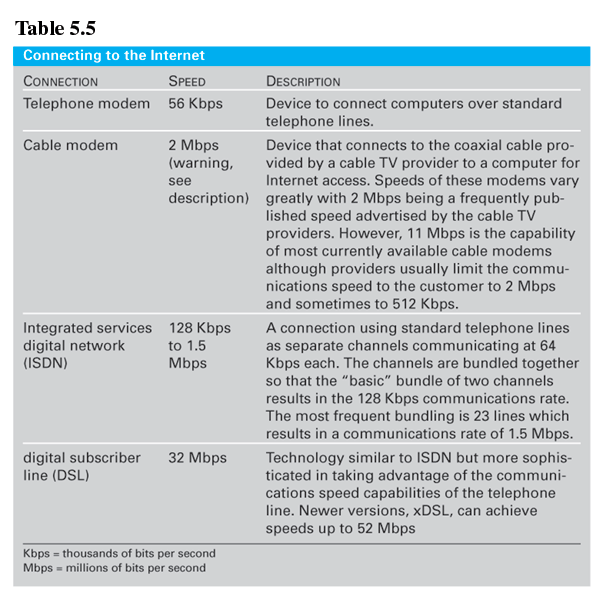 Table 5.5
Connecting to the Internet
CONNECTION SPEED DESCRIPTION
Telephone modem 56 Kbps Device to connect computers over standard
telephone lines.
Cable modem 2 Mbps Device that connects to the coaxial cable pro-
(warning, vided by a cable TV provider to a computer for
see Internet access. Speeds of these modems vary
description) greatly with 2 Mbps being a frequently pub-
lished speed advertised by the cable TV
providers. However, 11 Mbps is the capability
of most currently available cable modems
although providers usually limit the commu-
nications speed to the customer to 2 Mbps
and sometimes to 512 Kbps.
Integrated services 128 Kbps A connection using standard telephone lines
digital network to 1.5 as separate channels communicating at 64
(ISDN) Mbps Kbps each. The channels are bundled together
so that the “basic” bundle of two channels
results in the 128 Kbps communications rate.
The most frequent bundling is 23 lines which
results in a communications rate of 1.5 Mbps.
digital subscriber 32 Mbps Technology similar to ISDN but more sophis-
line (DSL) ticated in taking advantage of the communi-
cations speed capabilities of the telephone
line. Newer versions, xDSL, can achieve
speeds up to 52 Mbps
Kbps = thousands of bits per second
Mbps = millions of bits per second